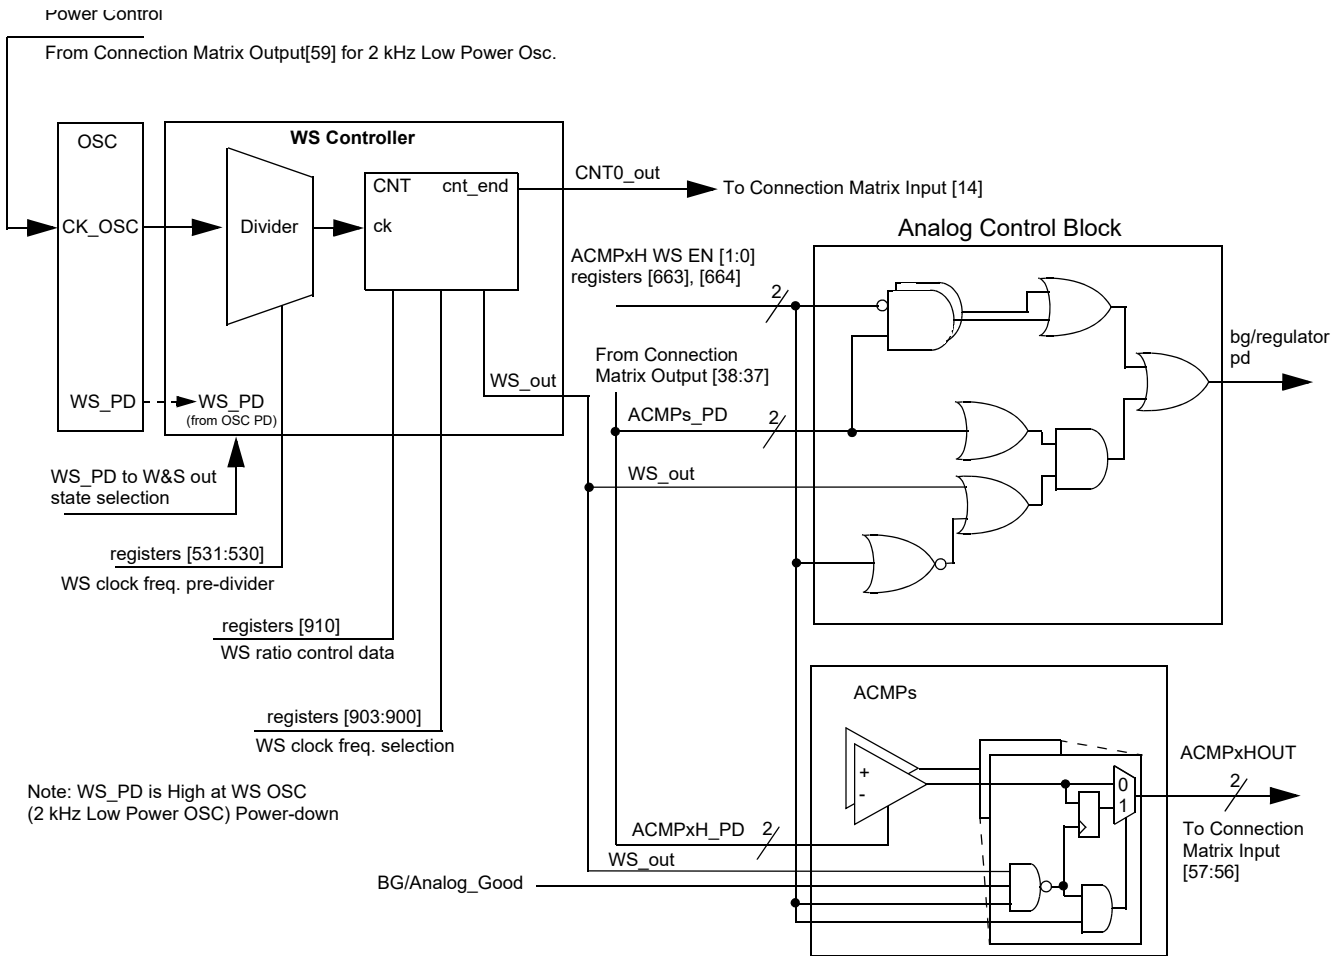 Power Control
From Connection Matrix Output[59] for 2 kHz Low Power Osc.
OSC
CK_OSC
WS_PD
WS Controller
Divider
CNT cnt_end
ck
WS_PD
(from OSC PD)
CNT0_out
To Connection Matrix Input [14]
WS_out
WS_PD to W&S out
state selection
registers [531:530]
WS clock freq. pre-divider
registers [910]
WS ratio control data
registers [903:900]
WS clock freq. selection
Note: WS_PD is High at WS OSC
(2 kHz Low Power OSC) Power-down
Analog Control Block
ACMPxH WS EN [1:0]
registers [663], [664]
2
From Connection
Matrix Output [38:37]
ACMPs_PD
2
WS_out
bg/regulator
pd
ACMPs
+
-
0
1
ACMPxH_PD
2
WS_out
BG/Analog_Good
ACMPxHOUT
2
To Connection
Matrix Input
[57:56]